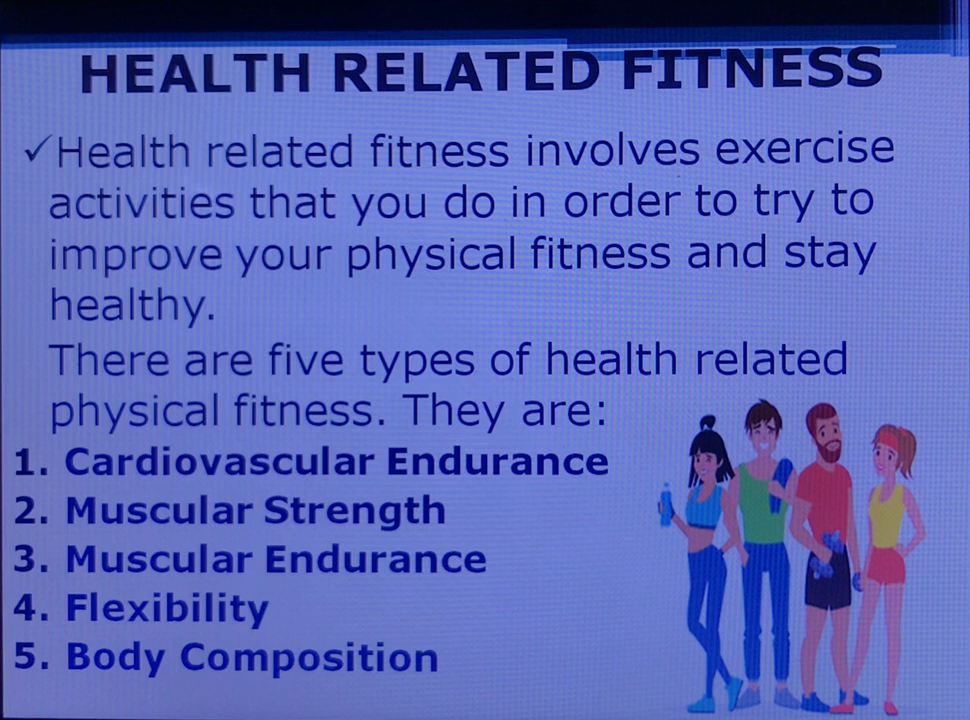 HEALTH RELATED FITNESS
✓Health related fitness involves exercise
activities that you do in order to try to
improve your physical fitness and stay
healthy.
There are five types of health related
physical fitness. They are:
1. Cardiovascular Endurance
2. Muscular Strength
3. Muscular Endurance
4. Flexibility
5. Body Composition